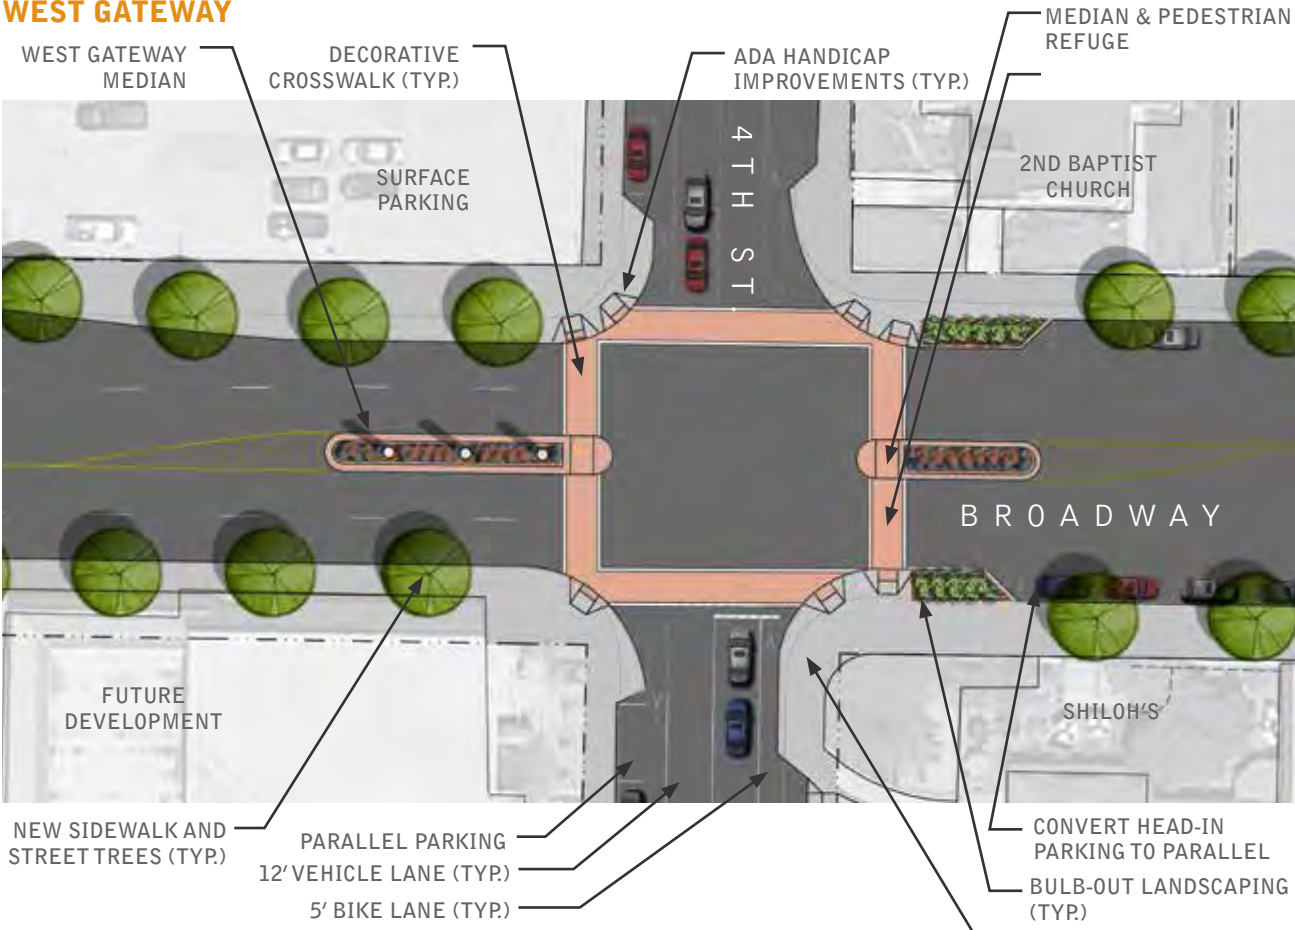 WEST GATEWAY
WEST GATEWAY
MEDIAN
DECORATIVE
CROSSWALK (TYP.)
ADA HANDICAP
IMPROVEMENTS (TYP.)
MEDIAN & PEDESTRIAN
REFUGE
SURFACE
PARKING
4TH ST.
2ND BAPTIST
CHURCH
BROADWAY
FUTURE
DEVELOPMENT
SHILOH'S
NEW SIDEWALK AND
STREET TREES (TYP.)
PARALLEL PARKING
12' VEHICLE LANE (TYP.)
5' BIKE LANE (TYP.)
CONVERT HEAD-IN
PARKING TO PARALLEL
BULB-OUT LANDSCAPING
(TYP.)